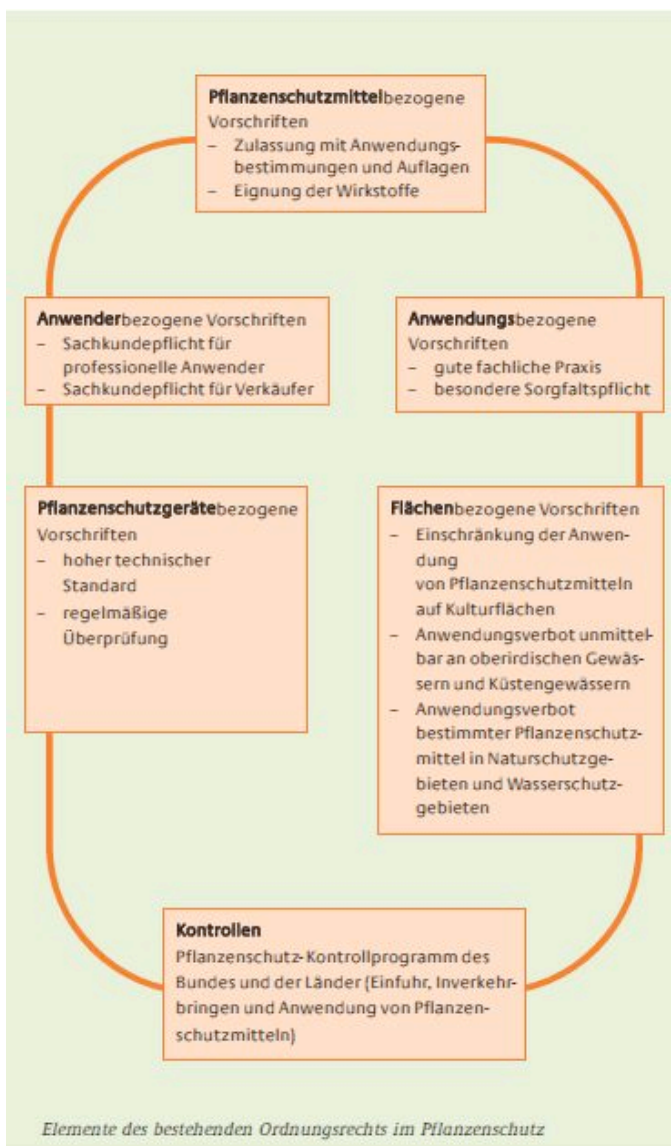 Pflanzenschutzmittelbezogene
Vorschriften
– Zulassung mit Anwendungs-
bestimmungen und Auflagen
– Eignung der Wirkstoffe
Anwenderbezogene Vorschriften
– Sachkundepflicht für
professionelle Anwender
– Sachkundepflicht für Verkäufer
Anwendungsbezogene
Vorschriften
– gute fachliche Praxis
– besondere Sorgfaltspflicht
Pflanzenschutzgerätebezogene
Vorschriften
– hoher technischer
Standard
– regelmäßige
Überprüfung
Flächenbezogene Vorschriften
– Einschränkung der Anwen-
dung
von Pflanzenschutzmitteln
auf Kulturflächen
– Anwendungsverbot unmittel-
bar an oberirdischen Gewäs-
sern und Küstengewässern
– Anwendungsverbot
bestimmter Pflanzenschutz-
mittel in Naturschutzge-
bieten und Wasserschutz-
gebieten
Kontrollen
Pflanzenschutz-Kontrollprogramm des
Bundes und der Länder (Einfuhr, Inverkehr-
bringen und Anwendung von Pflanzen-
schutzmitteln)
Elemente des bestehenden Ordnungsrechts im Pflanzenschutz